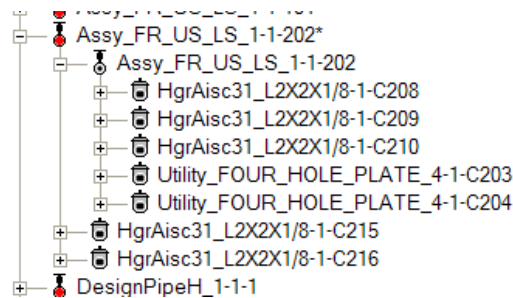 Assy_FR_US_LS_1-1-202*
Assy_FR_US_LS_1-1-202
HgrAisc31_L2X2X1/8-1-C208
HgrAisc31_L2X2X1/8-1-C209
HgrAisc31_L2X2X1/8-1-C210
Utility_FOUR_HOLE_PLATE_4-1-C203
Utility_FOUR_HOLE_PLATE_4-1-C204
HgrAisc31_L2X2X1/8-1-C215
HgrAisc31_L2X2X1/8-1-C216
DesignPipeH_1-1-1